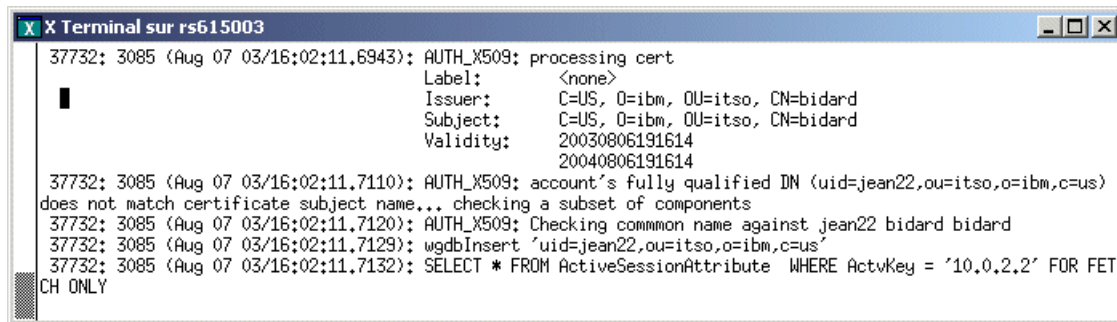 X Terminal sur rs615003
37732: 3085 (Aug 07 03/16:02:11.6943): AUTH_X509: processing cert
Label: <none>
Issuer: C=US, O=ibm, OU=itso, CN=bidard
Subject: C=US, O=ibm, OU=itso, CN=bidard
Validity: 20030806191614
20040806191614
37732: 3085 (Aug 07 03/16:02:11.7110): AUTH_X509: account's fully qualified DN (uid=jean22,ou=itso,o=ibm,c=us)
does not match certificate subject name... checking a subset of components
37732: 3085 (Aug 07 03/16:02:11.7120): AUTH_X509: Checking commmon name against jean22 bidard bidard
37732: 3085 (Aug 07 03/16:02:11.7129): wgdbInsert 'uid=jean22,ou=itso,o=ibm,c=us'
37732: 3085 (Aug 07 03/16:02:11.7132): SELECT * FROM ActiveSessionAttribute WHERE ActvKey = '10.0.2.2' FOR FET
CH ONLY